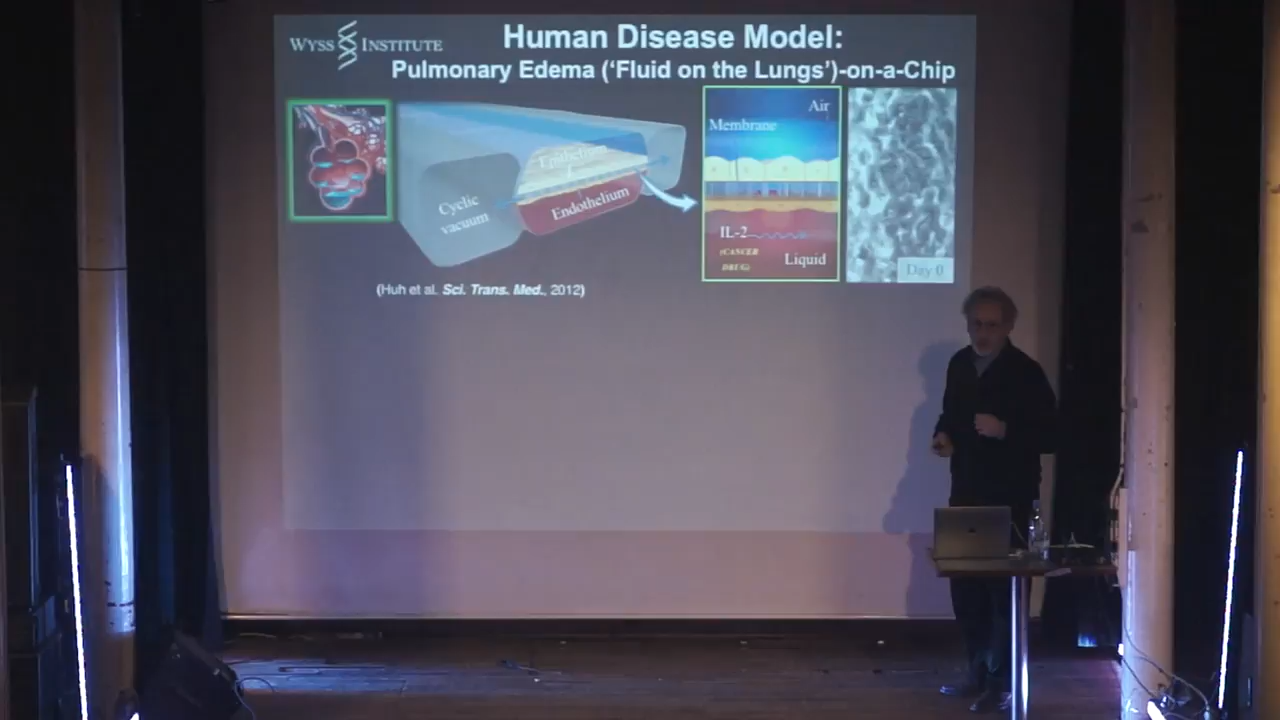 WYSS INSTITUTE
Human Disease Model:
Pulmonary Edema (‘Fluid on the Lungs’)-on-a-Chip
Epithelium
Cyclic
vacuum
Endothelium
Air
Membrane
IL-2
(CANCER
DRUG)
Liquid
Day 0
(Huh et al. Sci. Trans. Med., 2012)